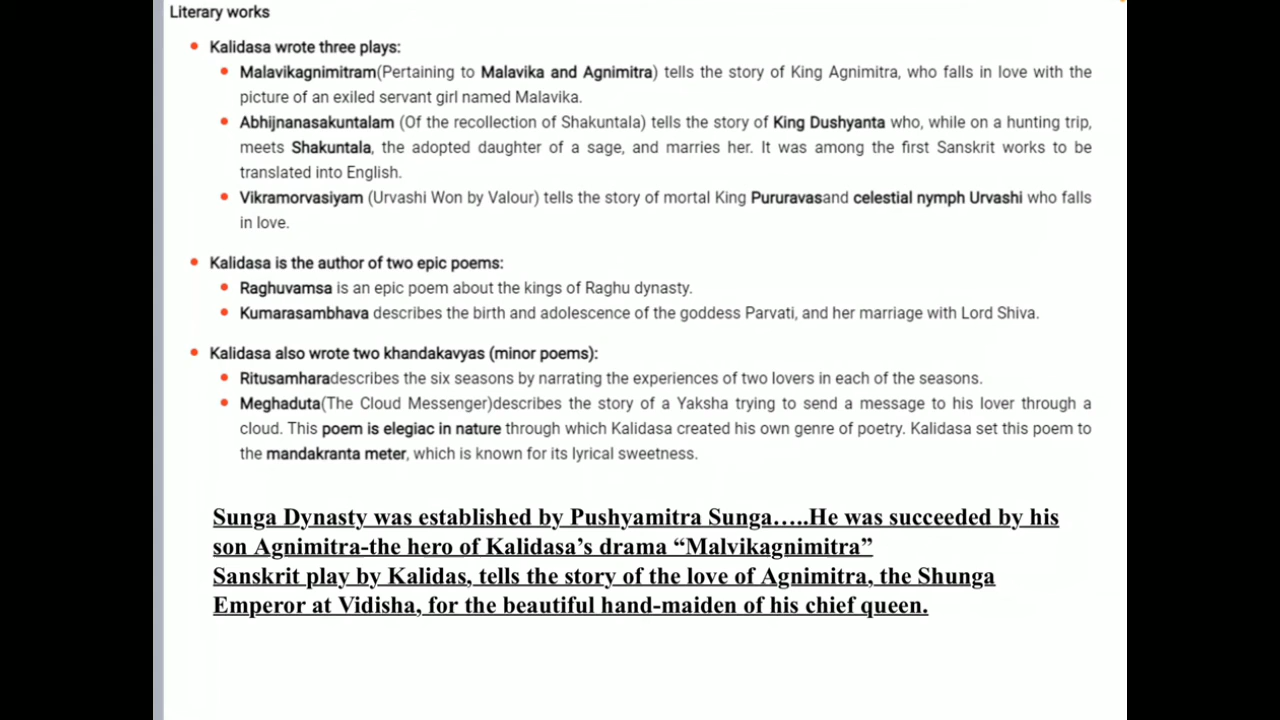 Literary works
Kalidasa wrote three plays:
Malavikagnimitram(Pertaining to Malavika and Agnimitra) tells the story of King Agnimitra, who falls in love with the
picture of an exiled servant girl named Malavika.
Abhijnanasakuntalam (Of the recollection of Shakuntala) tells the story of King Dushyanta who, while on a hunting trip,
meets Shakuntala, the adopted daughter of a sage, and marries her. It was among the first Sanskrit works to be
translated into English.
Vikramorvasiyam (Urvashi Won by Valour) tells the story of mortal King Pururavasand celestial nymph Urvashi who falls
in love.
Kalidasa is the author of two epic poems:
Raghuvamsa is an epic poem about the kings of Raghu dynasty.
Kumarasambhava describes the birth and adolescence of the goddess Parvati, and her marriage with Lord Shiva.
Kalidasa also wrote two khandakavyas (minor poems):
Ritusamharadescribes the six seasons by narrating the experiences of two lovers in each of the seasons.
Meghaduta(The Cloud Messenger)describes the story of a Yaksha trying to send a message to his lover through a
cloud. This poem is elegiac in nature through which Kalidasa created his own genre of poetry. Kalidasa set this poem to
the mandakranta meter, which is known for its lyrical sweetness.
Sunga Dynasty was established by Pushyamitra Sunga.....He was succeeded by his
son Agnimitra-the hero of Kalidasa’s drama “Malvikagnimitra”
Sanskrit play by Kalidas, tells the story of the love of Agnimitra, the Shunga
Emperor at Vidisha, for the beautiful hand-maiden of his chief queen.